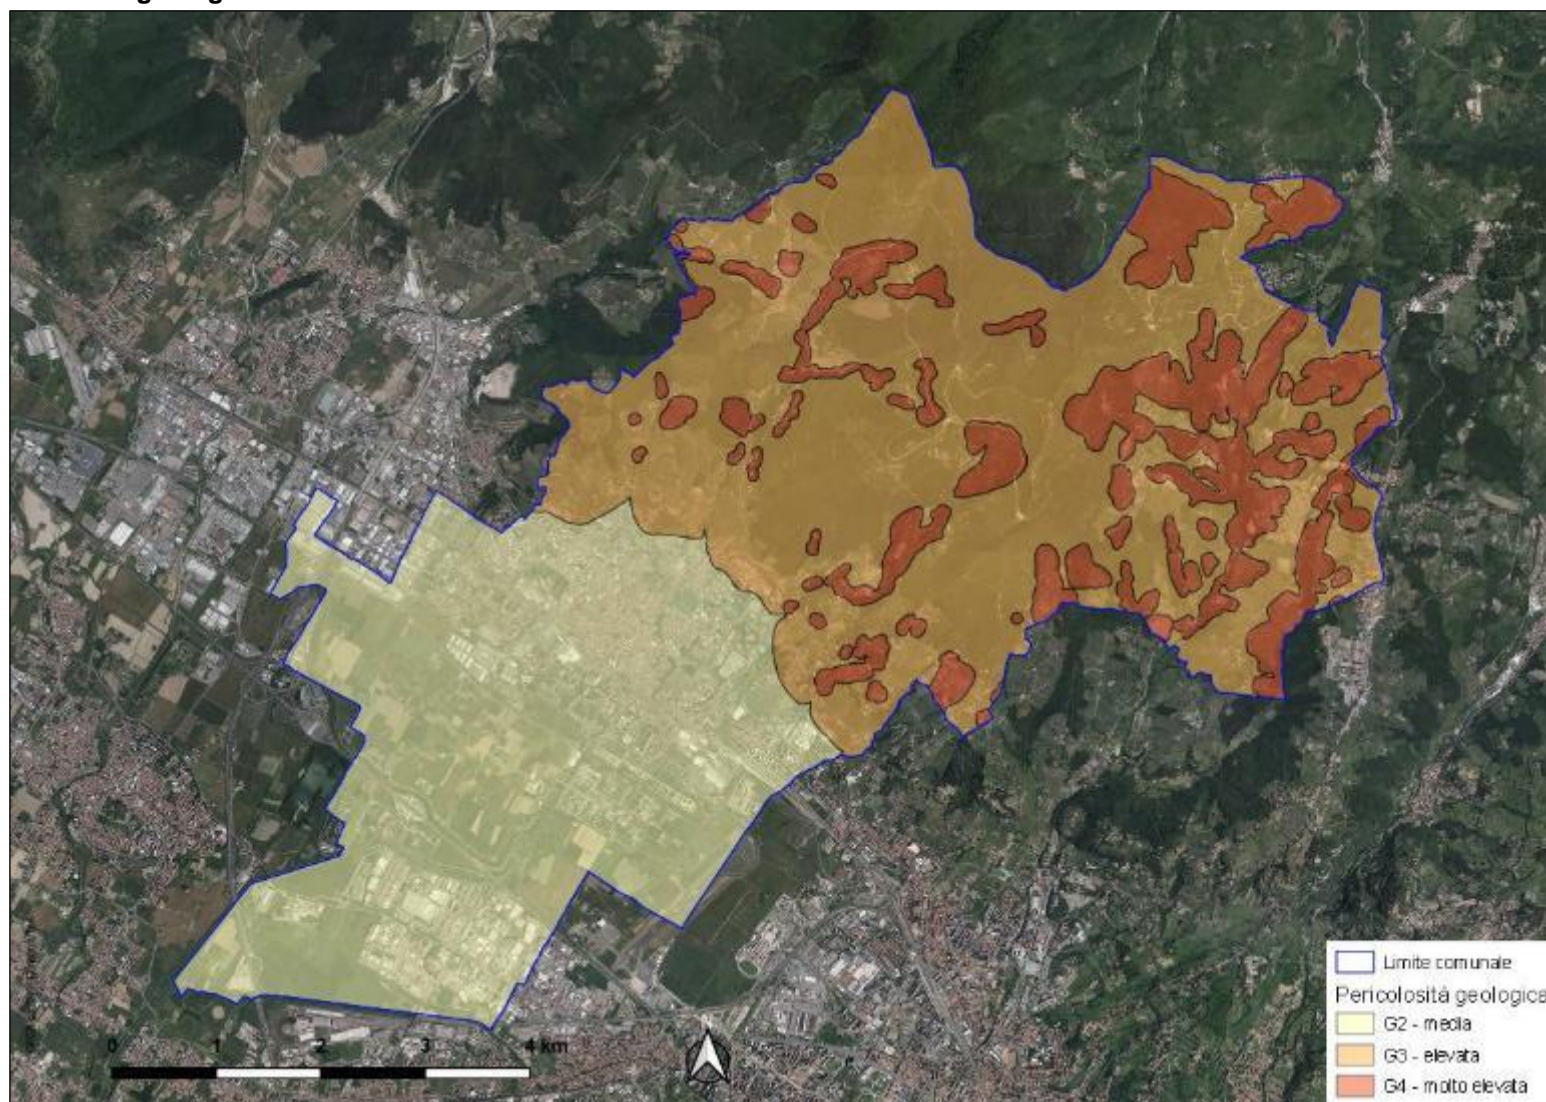 0 1 2 3 4 km
Limite comunale
Pericolosità geologica
G2 - media
G3 - elevata
G4 - molto elevata